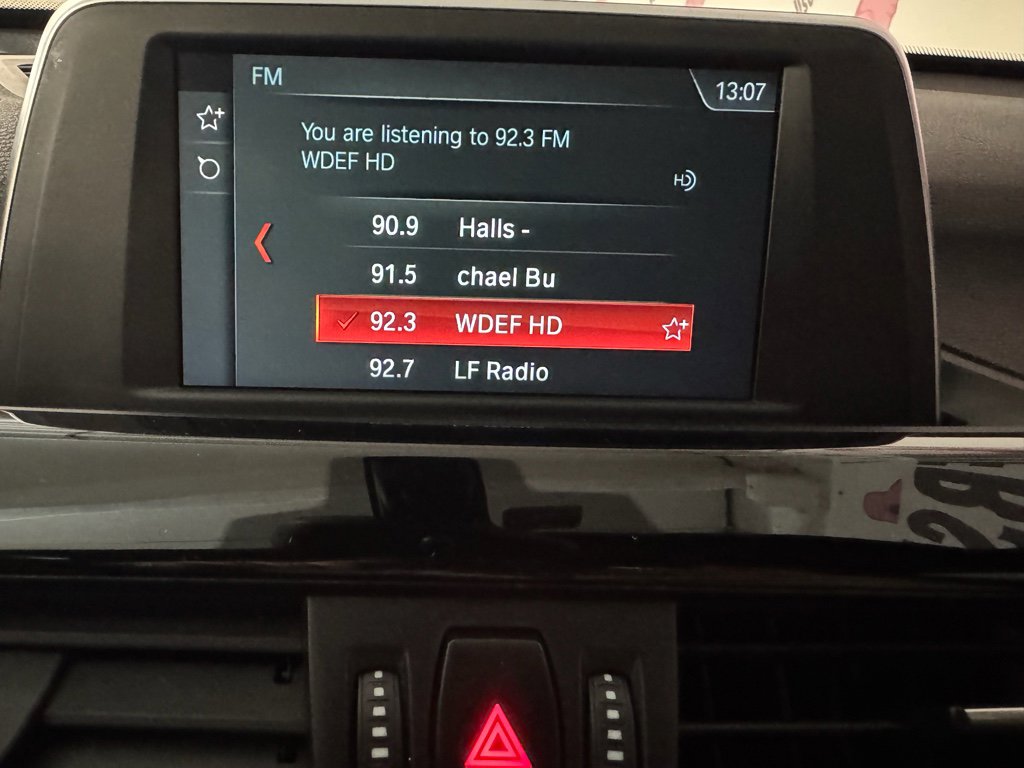 FM
13:07
You are listening to 92.3 FM
WDEF HD
HD
90.9 Halls -
91.5 chael Bu
92.3 WDEF HD
92.7 LF Radio